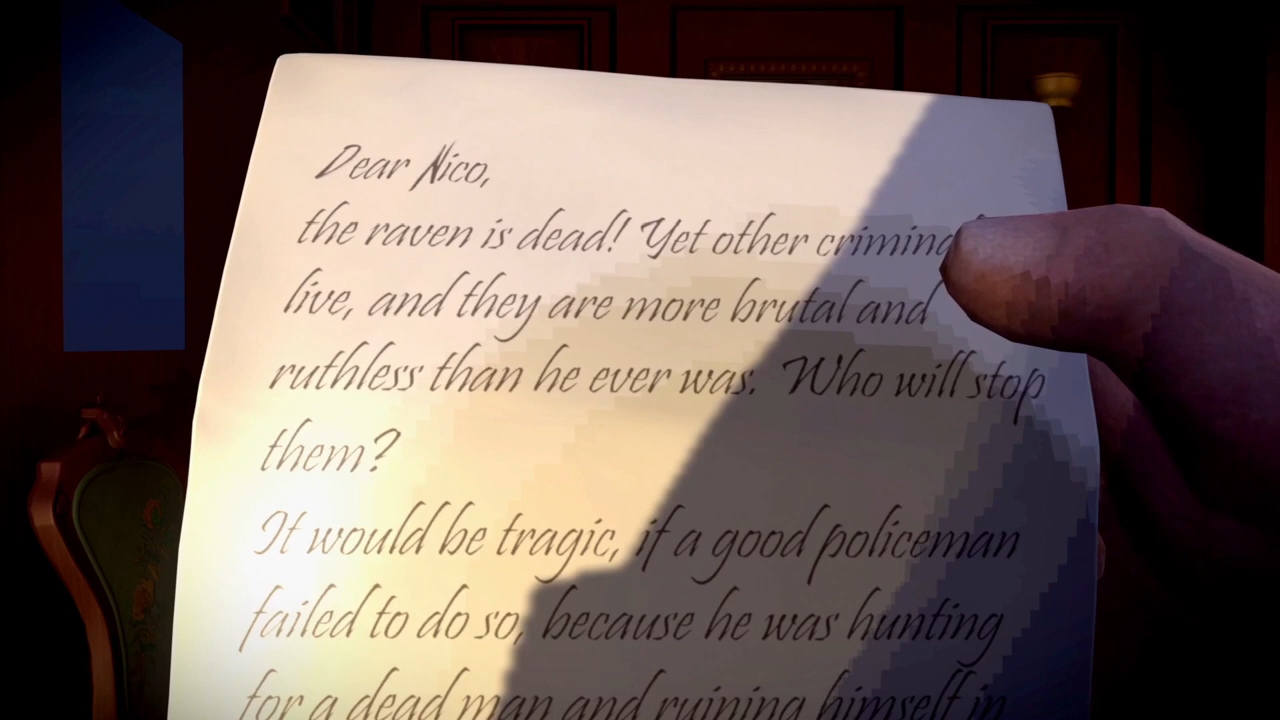 Dear Nico,
the raven is dead! Yet other
live, and they are more brutal and
ruthless than he ever was. Who will stop
them?
It would be tragic, if a good policeman
failed to do so, because he was hunting
for a dead man and ruining himself in